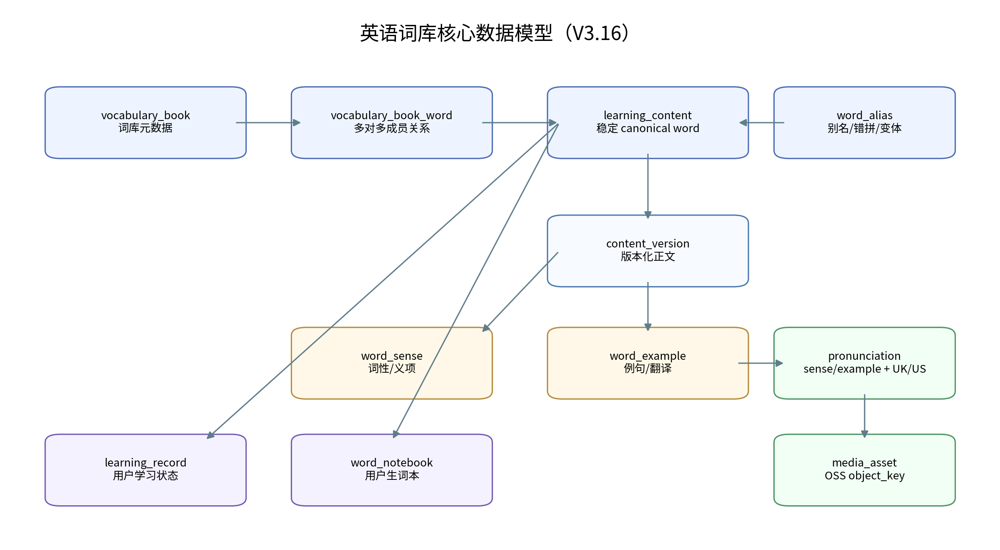 英语词库核心数据模型（V3.16）
vocabulary_book
词库元数据
vocabulary_book_word
多对多成员关系
learning_content
稳定 canonical word
word_alias
别名/错拼/变体
content_version
版本化正文
word_sense
词性/义项
word_example
例句/翻译
pronunciation
sense/example + UK/US
learning_record
用户学习状态
word_notebook
用户生词本
media_asset
OSS object_key